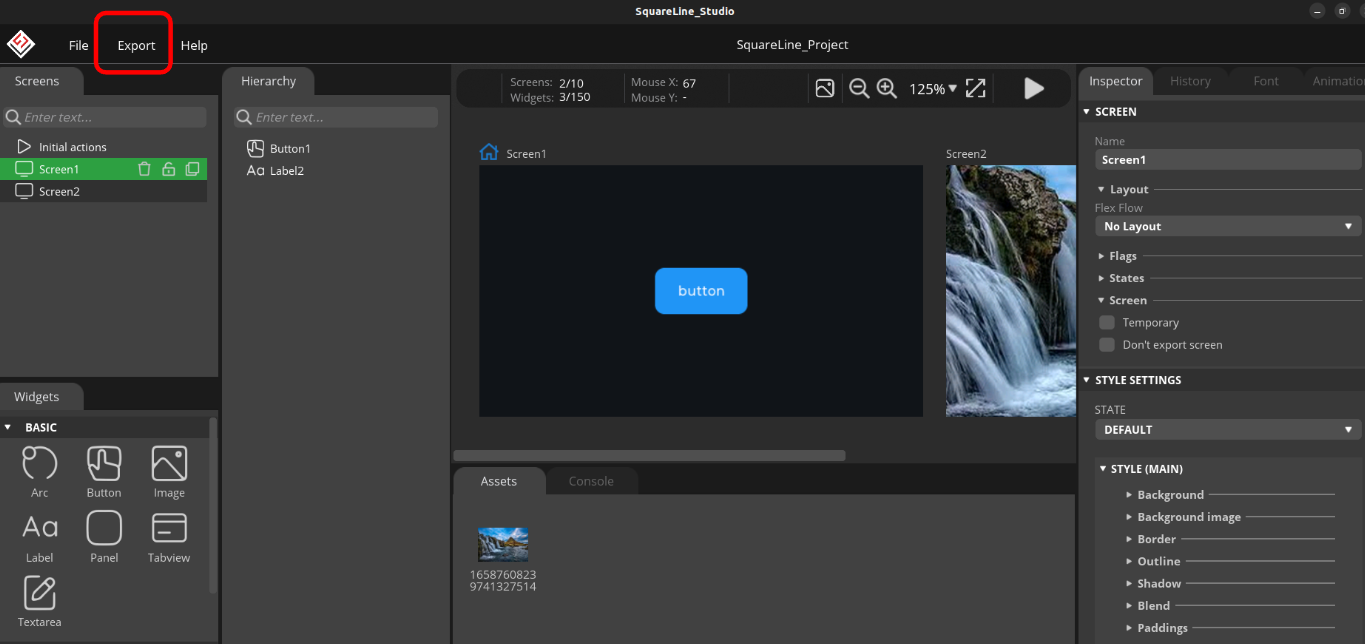 SquareLine_Studio
File Export Help
SquareLine_Project
Screens
Enter text...
Initial actions
Screen1
Screen2
Widgets
BASIC
Arc Button Image
Label Panel Tabview
Textarea
Hierarchy
Enter text...
Button1
Aa Label2
Screens: 2/10
Widgets: 3/150
Mouse X: 67
Mouse Y: -
125%
Screen1
button
Screen2
Assets Console
1658760823
9741327514
Inspector History Font Animatio
SCREEN
Name
Screen1
Layout
Flex Flow
No Layout
Flags
States
Screen
Temporary
Don't export screen
STYLE SETTINGS
STATE
DEFAULT
STYLE (MAIN)
Background
Background image
Border
Outline
Shadow
Blend
Paddings